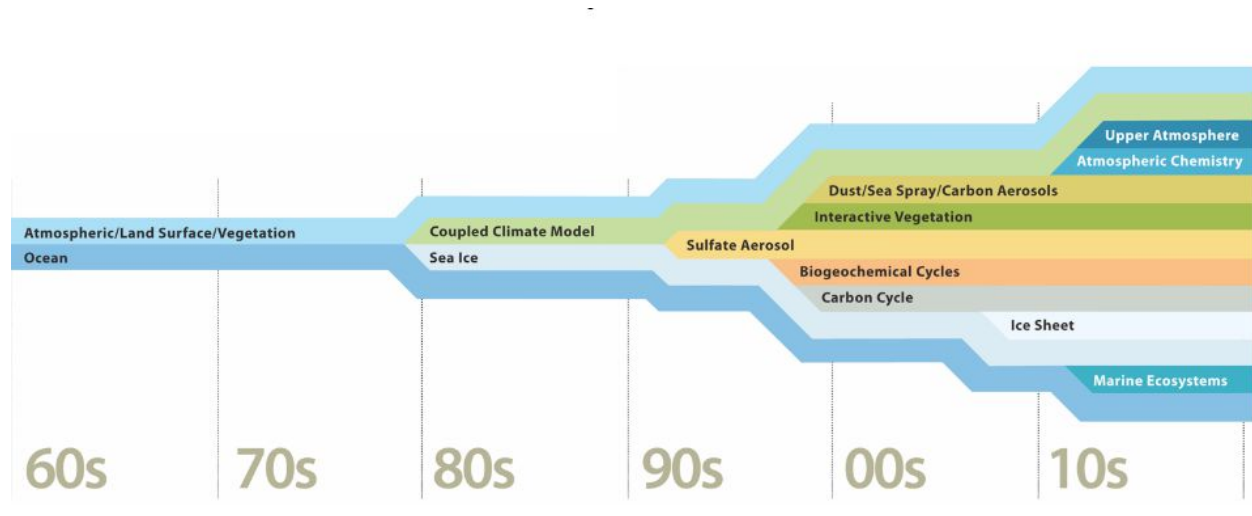 Upper Atmosphere
Atmospheric Chemistry
Dust/Sea Spray/Carbon Aerosols
Interactive Vegetation
Atmospheric/Land Surface/Vegetation
Coupled Climate Model
Sulfate Aerosol
Ocean
Sea Ice
Biogeochemical Cycles
Carbon Cycle
Ice Sheet
Marine Ecosystems
60s 70s 80s 90s 00s 10s